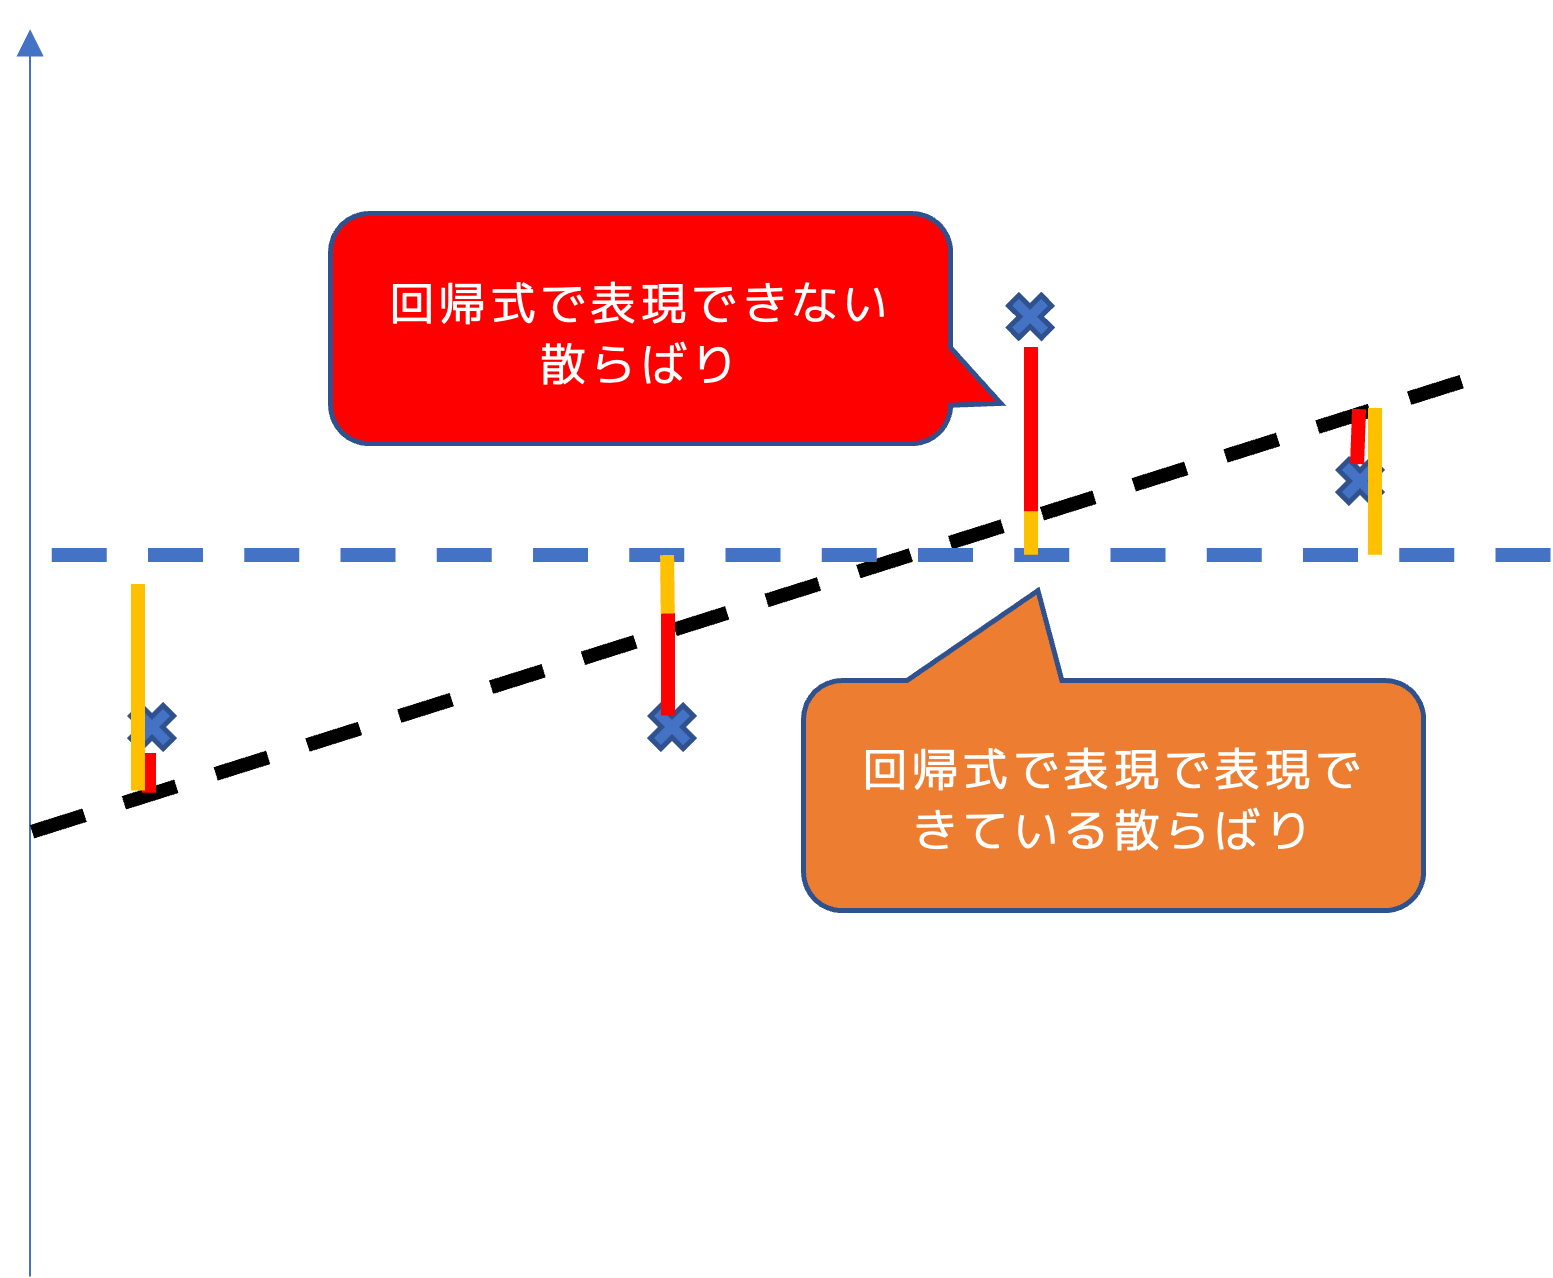 回帰式で表現できない
散らばり
回帰式で表現で表現で
きている散らばり